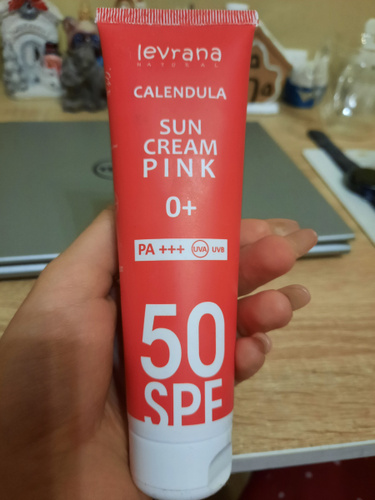 levrana
NATURAL
CALENDULA
SUN
CREAM
PINK
0+
PA +++ UVA UVB
50
SPF